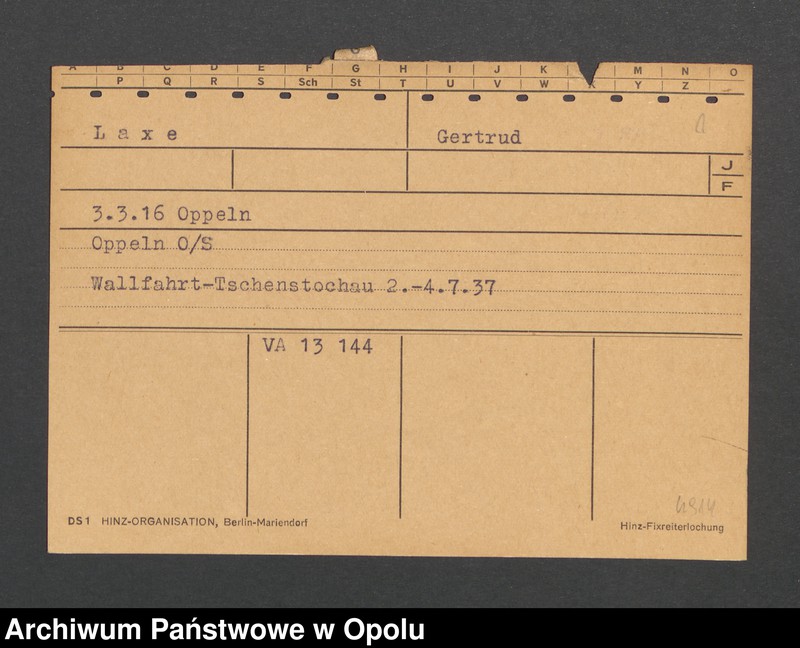 G
A B C D E F G H I J K M N O
P Q R S Sch St T U V W X Y Z
Laxe Gertrud
J
F
3.3.16 Oppeln
Oppeln O/S
Wallfahrt-Tschenstochau 2.-4.7.37
VA 13 144
4914
DS1 HINZ-ORGANISATION, Berlin-Mariendorf Hinz-Fixreiterlochung
Archiwum Państwowe w Opolu